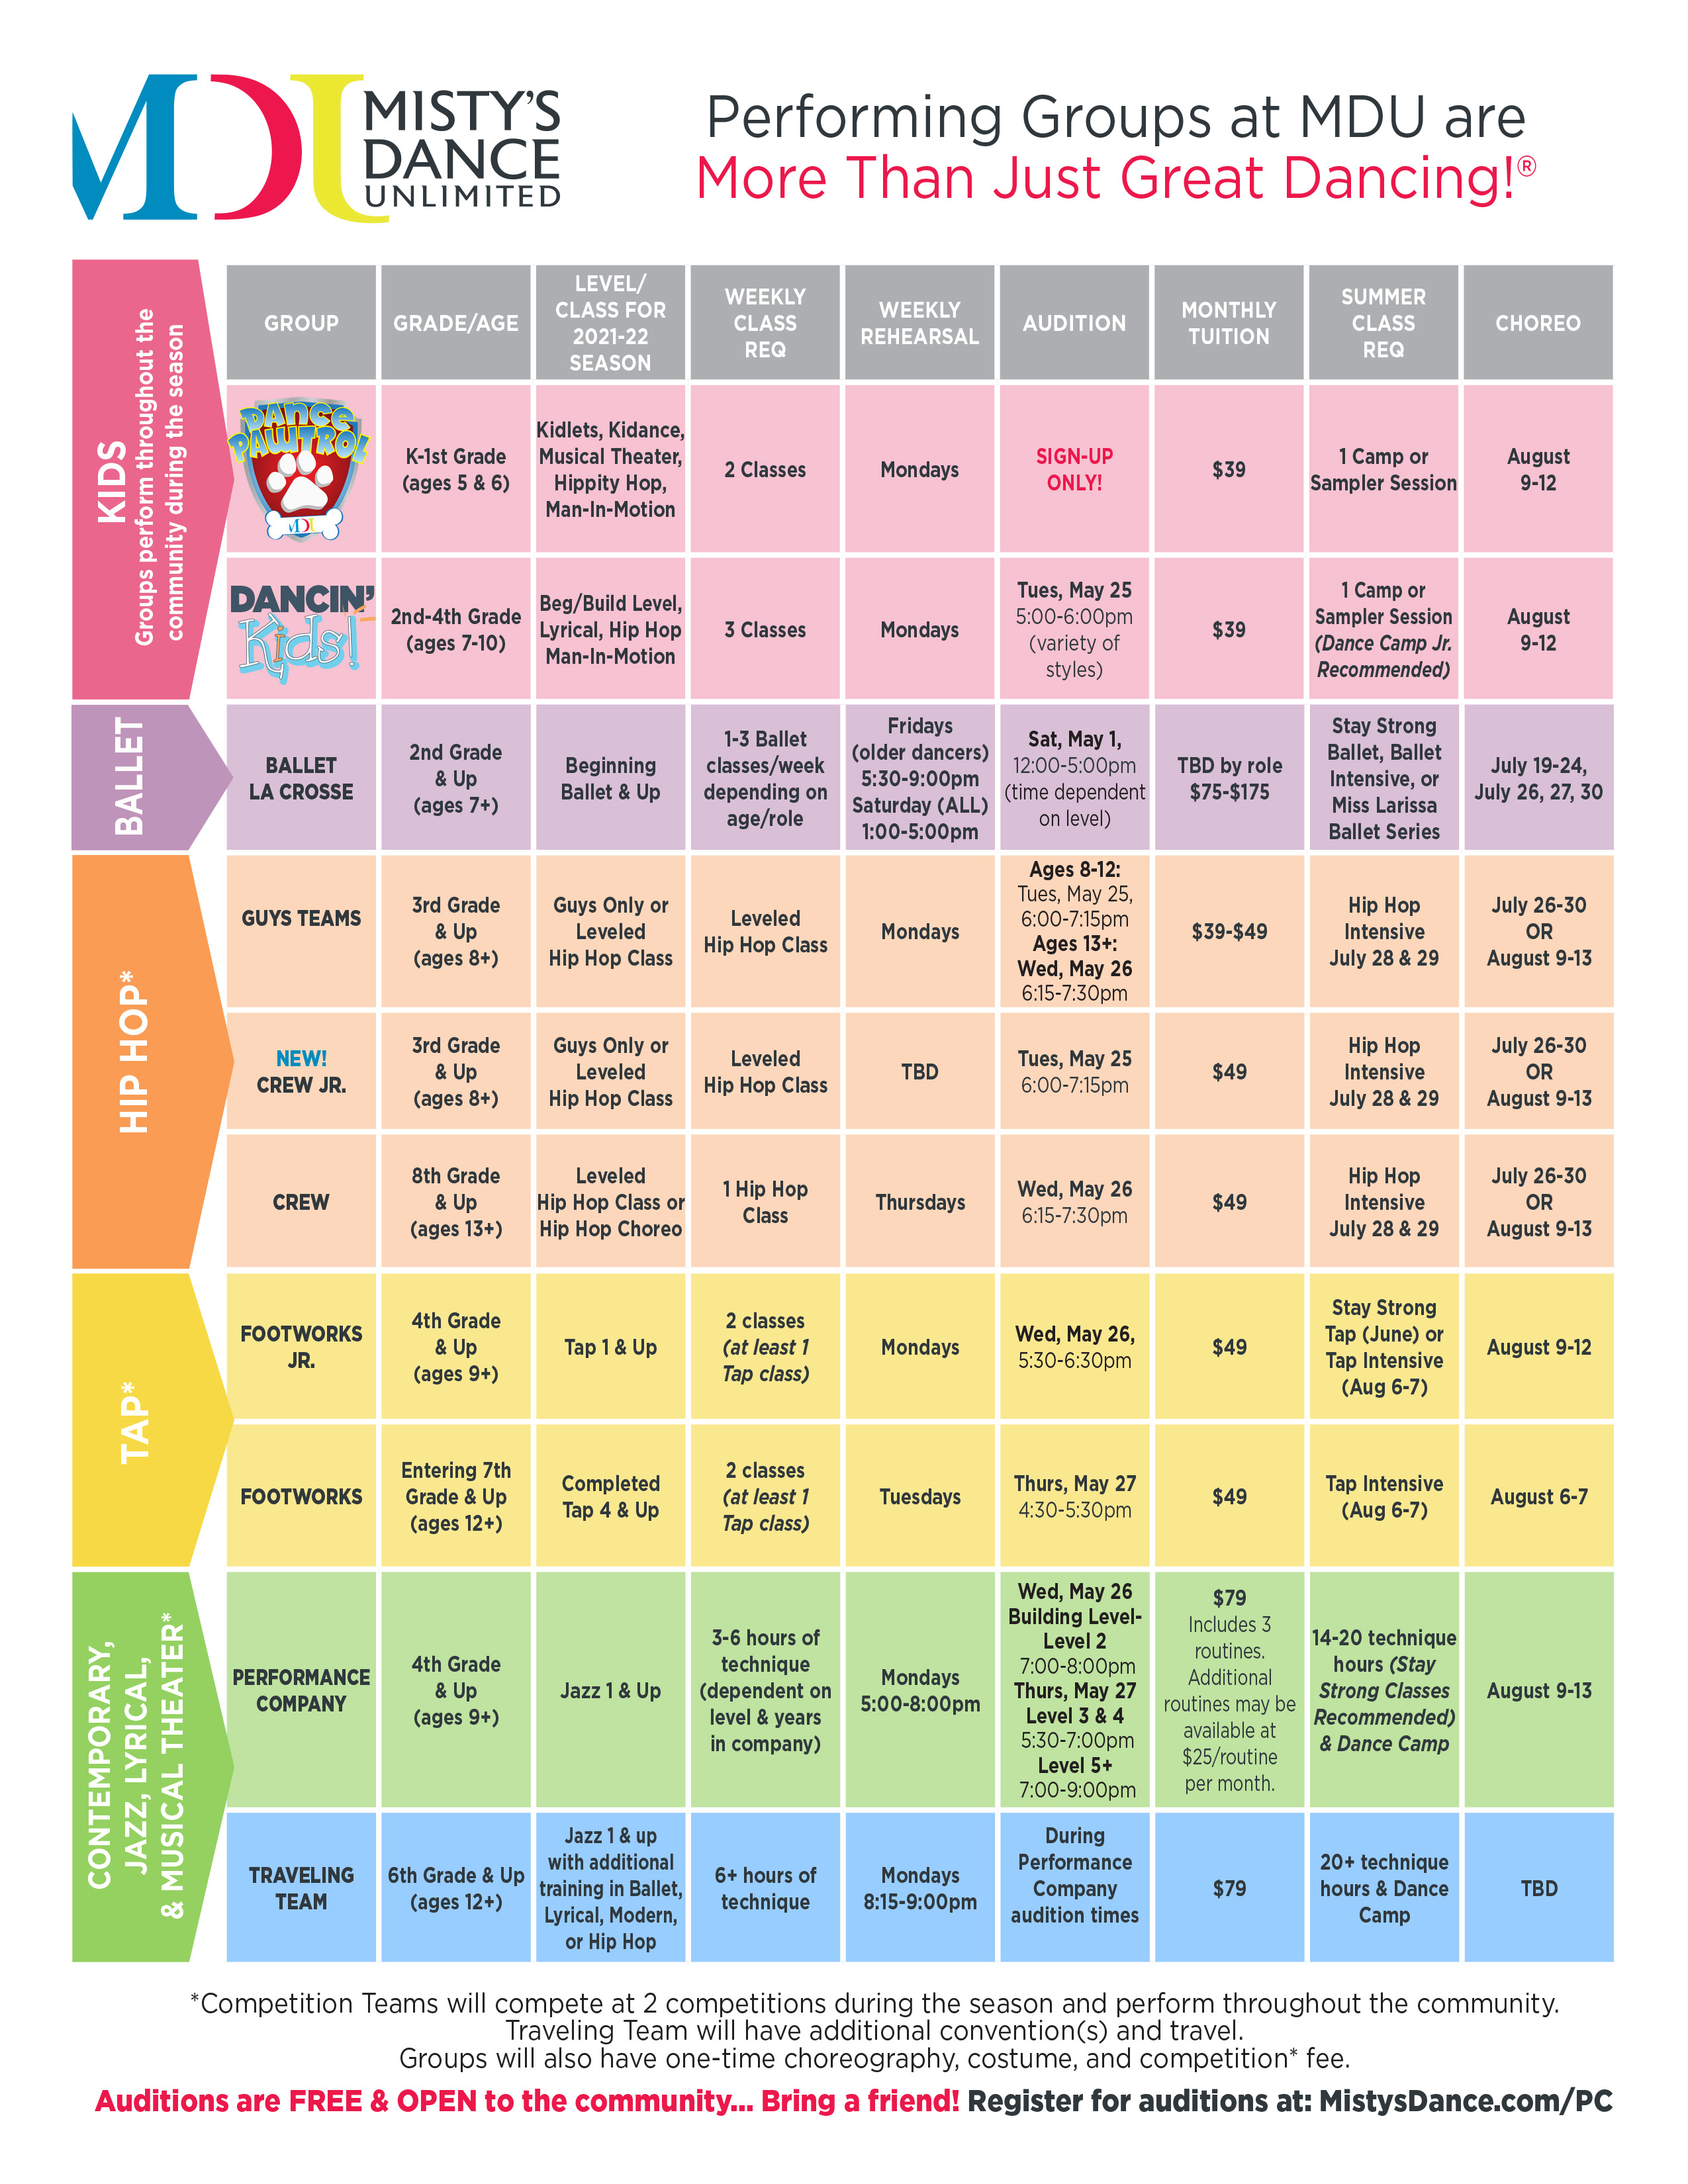 MDU
MISTY'S
DANCE
UNLIMITED
Performing Groups at MDU are
More Than Just Great Dancing!®
KIDS
Groups perform throughout the
community during the season
GROUP
GRADE/AGE
LEVEL/
CLASS FOR
2021-22
SEASON
WEEKLY
CLASS
REQ
WEEKLY
REHEARSAL
AUDITION
MONTHLY
TUITION
SUMMER
CLASS
REQ
CHOREO
DANCE
PAWTROL
MDU
K-1st Grade
(ages 5 & 6)
Kidlets, Kidance,
Musical Theater,
Hippity Hop,
Man-In-Motion
2 Classes
Mondays
SIGN-UP
ONLY!
$39
1 Camp or
Sampler Session
August
9-12
DANCIN'
Kids!
2nd-4th Grade
(ages 7-10)
Beg/Build Level,
Lyrical, Hip Hop
Man-In-Motion
3 Classes
Mondays
Tues, May 25
5:00-6:00pm
(variety of
styles)
$39
1 Camp or
Sampler Session
(Dance Camp Jr.
Recommended)
August
9-12
BALLET
BALLET
LA CROSSE
2nd Grade
& Up
(ages 7+)
Beginning
Ballet & Up
1-3 Ballet
classes/week
depending on
age/role
Fridays
(older dancers)
5:30-9:00pm
Saturday (ALL)
1:00-5:00pm
Sat, May 1,
12:00-5:00pm
(time dependent
on level)
TBD by role
$75-$175
Stay Strong
Ballet, Ballet
Intensive, or
Miss Larissa
Ballet Series
July 19-24,
July 26, 27, 30
HIP HOP*
GUYS TEAMS
3rd Grade
& Up
(ages 8+)
Guys Only or
Leveled
Hip Hop Class
Leveled
Hip Hop Class
Mondays
Ages 8-12:
Tues, May 25,
6:00-7:15pm
Ages 13+:
Wed, May 26
6:15-7:30pm
$39-$49
Hip Hop
Intensive
July 28 & 29
July 26-30
OR
August 9-13
NEW!
CREW JR.
3rd Grade
& Up
(ages 8+)
Guys Only or
Leveled
Hip Hop Class
Leveled
Hip Hop Class
TBD
Tues, May 25
6:00-7:15pm
$49
Hip Hop
Intensive
July 28 & 29
July 26-30
OR
August 9-13
CREW
8th Grade
& Up
(ages 13+)
Leveled
Hip Hop Class or
Hip Hop Choreo
1 Hip Hop
Class
Thursdays
Wed, May 26
6:15-7:30pm
$49
Hip Hop
Intensive
July 28 & 29
July 26-30
OR
August 9-13
TAP*
FOOTWORKS
JR.
4th Grade
& Up
(ages 9+)
Tap 1 & Up
2 classes
(at least 1
Tap class)
Mondays
Wed, May 26,
5:30-6:30pm
$49
Stay Strong
Tap (June) or
Tap Intensive
(Aug 6-7)
August 9-12
FOOTWORKS
Entering 7th
Grade & Up
(ages 12+)
Completed
Tap 4 & Up
2 classes
(at least 1
Tap class)
Tuesdays
Thurs, May 27
4:30-5:30pm
$49
Tap Intensive
(Aug 6-7)
August 6-7
CONTEMPORARY,
JAZZ, LYRICAL,
& MUSICAL THEATER*
PERFORMANCE
COMPANY
4th Grade
& Up
(ages 9+)
Jazz 1 & Up
3-6 hours of
technique
(dependent on
level & years
in company)
Mondays
5:00-8:00pm
Wed, May 26
Building Level-
Level 2
7:00-8:00pm
Thurs, May 27
Level 3 & 4
5:30-7:00pm
Level 5+
7:00-9:00pm
$79
Includes 3
routines.
Additional
routines may be
available at
$25/routine
per month.
14-20 technique
hours (Stay
Strong Classes
Recommended)
& Dance Camp
August 9-13
TRAVELING
TEAM
6th Grade & Up
(ages 12+)
Jazz 1 & up
with additional
training in Ballet,
Lyrical, Modern,
or Hip Hop
6+ hours of
technique
Mondays
8:15-9:00pm
During
Performance
Company
audition times
$79
20+ technique
hours & Dance
Camp
TBD
*Competition Teams will compete at 2 competitions during the season and perform throughout the community.
Traveling Team will have additional convention(s) and travel.
Groups will also have one-time choreography, costume, and competition* fee.
Auditions are FREE & OPEN to the community... Bring a friend! Register for auditions at: MistysDance.com/PC